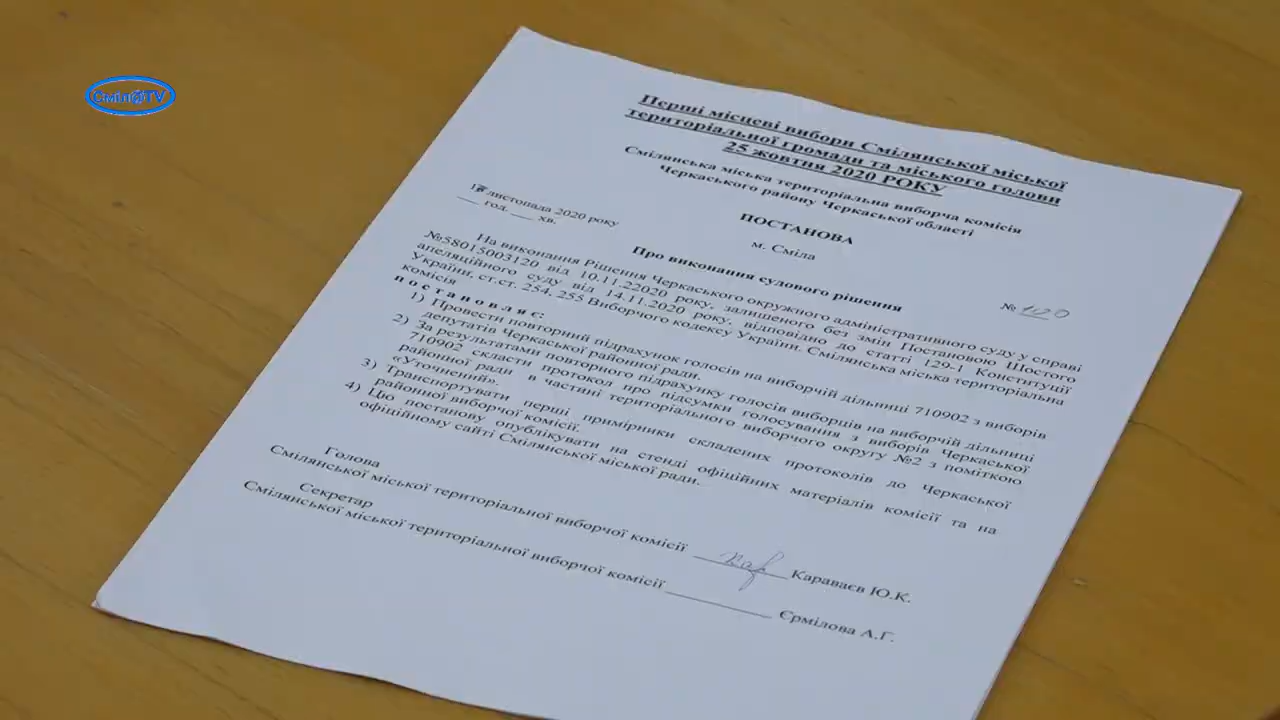 Сміл@TV
Перші місцеві вибори Смілянської міської
територіальної громади та міського голови
25 жовтня 2020 РОКУ
Смілянська міська територіальна виборча комісія
Черкаського району Черкаської області
ПОСТАНОВА
листопада 2020 року
___ год. ___ хв.
м. Сміла
№
Про виконання судового рішення
На виконання Рішення Черкаського окружного адміністративного суду у справі
№58015003120 від 10.11.22020 року, залишеного без змін Постановою Шостого
апеляційного суду від 14.11.2020 року, відповідно до статті 129-1 Конституції
України, ст.ст. 254, 255 Виборчого кодексу України, Смілянська міська територіальна
комісія
п о с т а н о в л я є:
1) Провести повторний підрахунок голосів на виборчій дільниці 710902 з виборів
депутатів Черкаської районної ради.
2) За результатами повторного підрахунку голосів виборців на виборчій дільниці
710902 скласти протокол про підсумки голосування з виборів Черкаської
районної ради в частині територіального виборчого округу №2 з поміткою
«Уточнений».
3) Транспортувати перші примірники складених протоколів до Черкаської
районної виборчої комісії.
4) Цю постанову опублікувати на стенді офіційних матеріалів комісії та на
офіційному сайті Смілянської міської ради.
Голова
Смілянської міської територіальної виборчої комісії ________ Караваєв Ю.К.
Секретар
Смілянської міської територіальної виборчої комісії ________ Єрмілова А.Г.